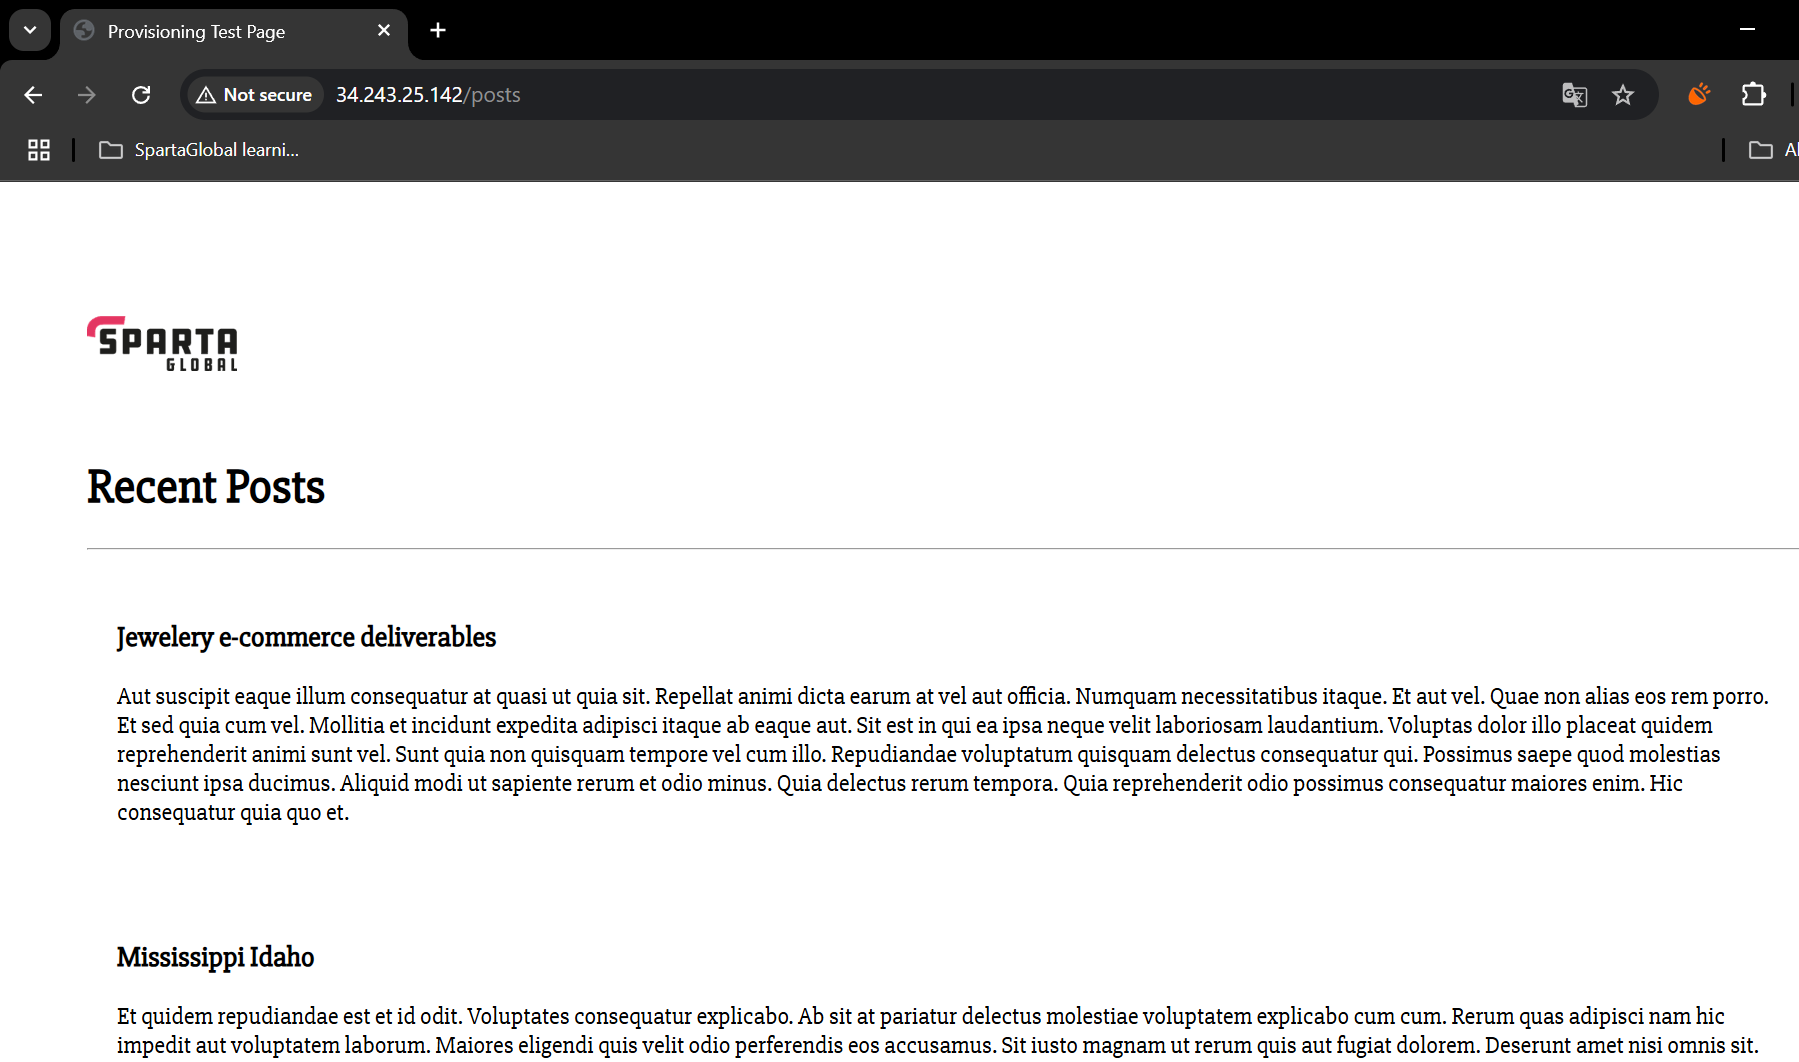 Provisioning Test Page
Not secure
34.243.25.142/posts
SpartaGlobal learni...
SPARTA
GLOBAL
Recent Posts
Jewelery e-commerce deliverables
Aut suscipit eaque illum consequatur at quasi ut quia sit. Repellat animi dicta earum at vel aut officia. Numquam necessitatibus itaque. Et aut vel. Quae non alias eos rem porro.
Et sed quia cum vel. Mollitia et incidunt expedita adipisci itaque ab eaque aut. Sit est in qui ea ipsa neque velit laboriosam laudantium. Voluptas dolor illo placeat quidem
reprehenderit animi sunt vel. Sunt quia non quisquam tempore vel cum illo. Repudiandae voluptatum quisquam delectus consequatur qui. Possimus saepe quod molestias
nesciunt ipsa ducimus. Aliquid modi ut sapiente rerum et odio minus. Quia delectus rerum tempora. Quia reprehenderit odio possimus consequatur maiores enim. Hic
consequatur quia quo et.
Mississippi Idaho
Et quidem repudiandae est et id odit. Voluptates consequatur explicabo. Ab sit at pariatur delectus molestiae voluptatem explicabo cum cum. Rerum quas adipisci nam hic
impedit aut voluptatem laborum. Maiores eligendi quis velit odio perferendis eos accusamus. Sit iusto magnam ut rerum quis aut fugiat dolorem. Deserunt amet nisi omnis sit.